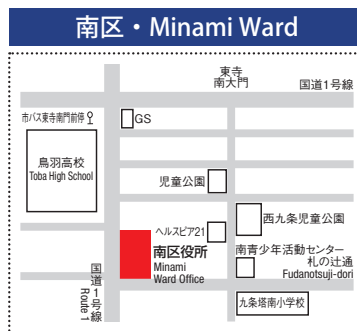 南区・Minami Ward
東寺
南大門
国道1号線
市バス東寺南門前停
GS
鳥羽高校
Toba High School
児童公園
ヘルスピア21
西九条児童公園
南区役所
Minami
Ward Office
南青少年活動センター
札の辻通
Fudanotsuji-dori
国道1号線
Route 1
九条塔南小学校